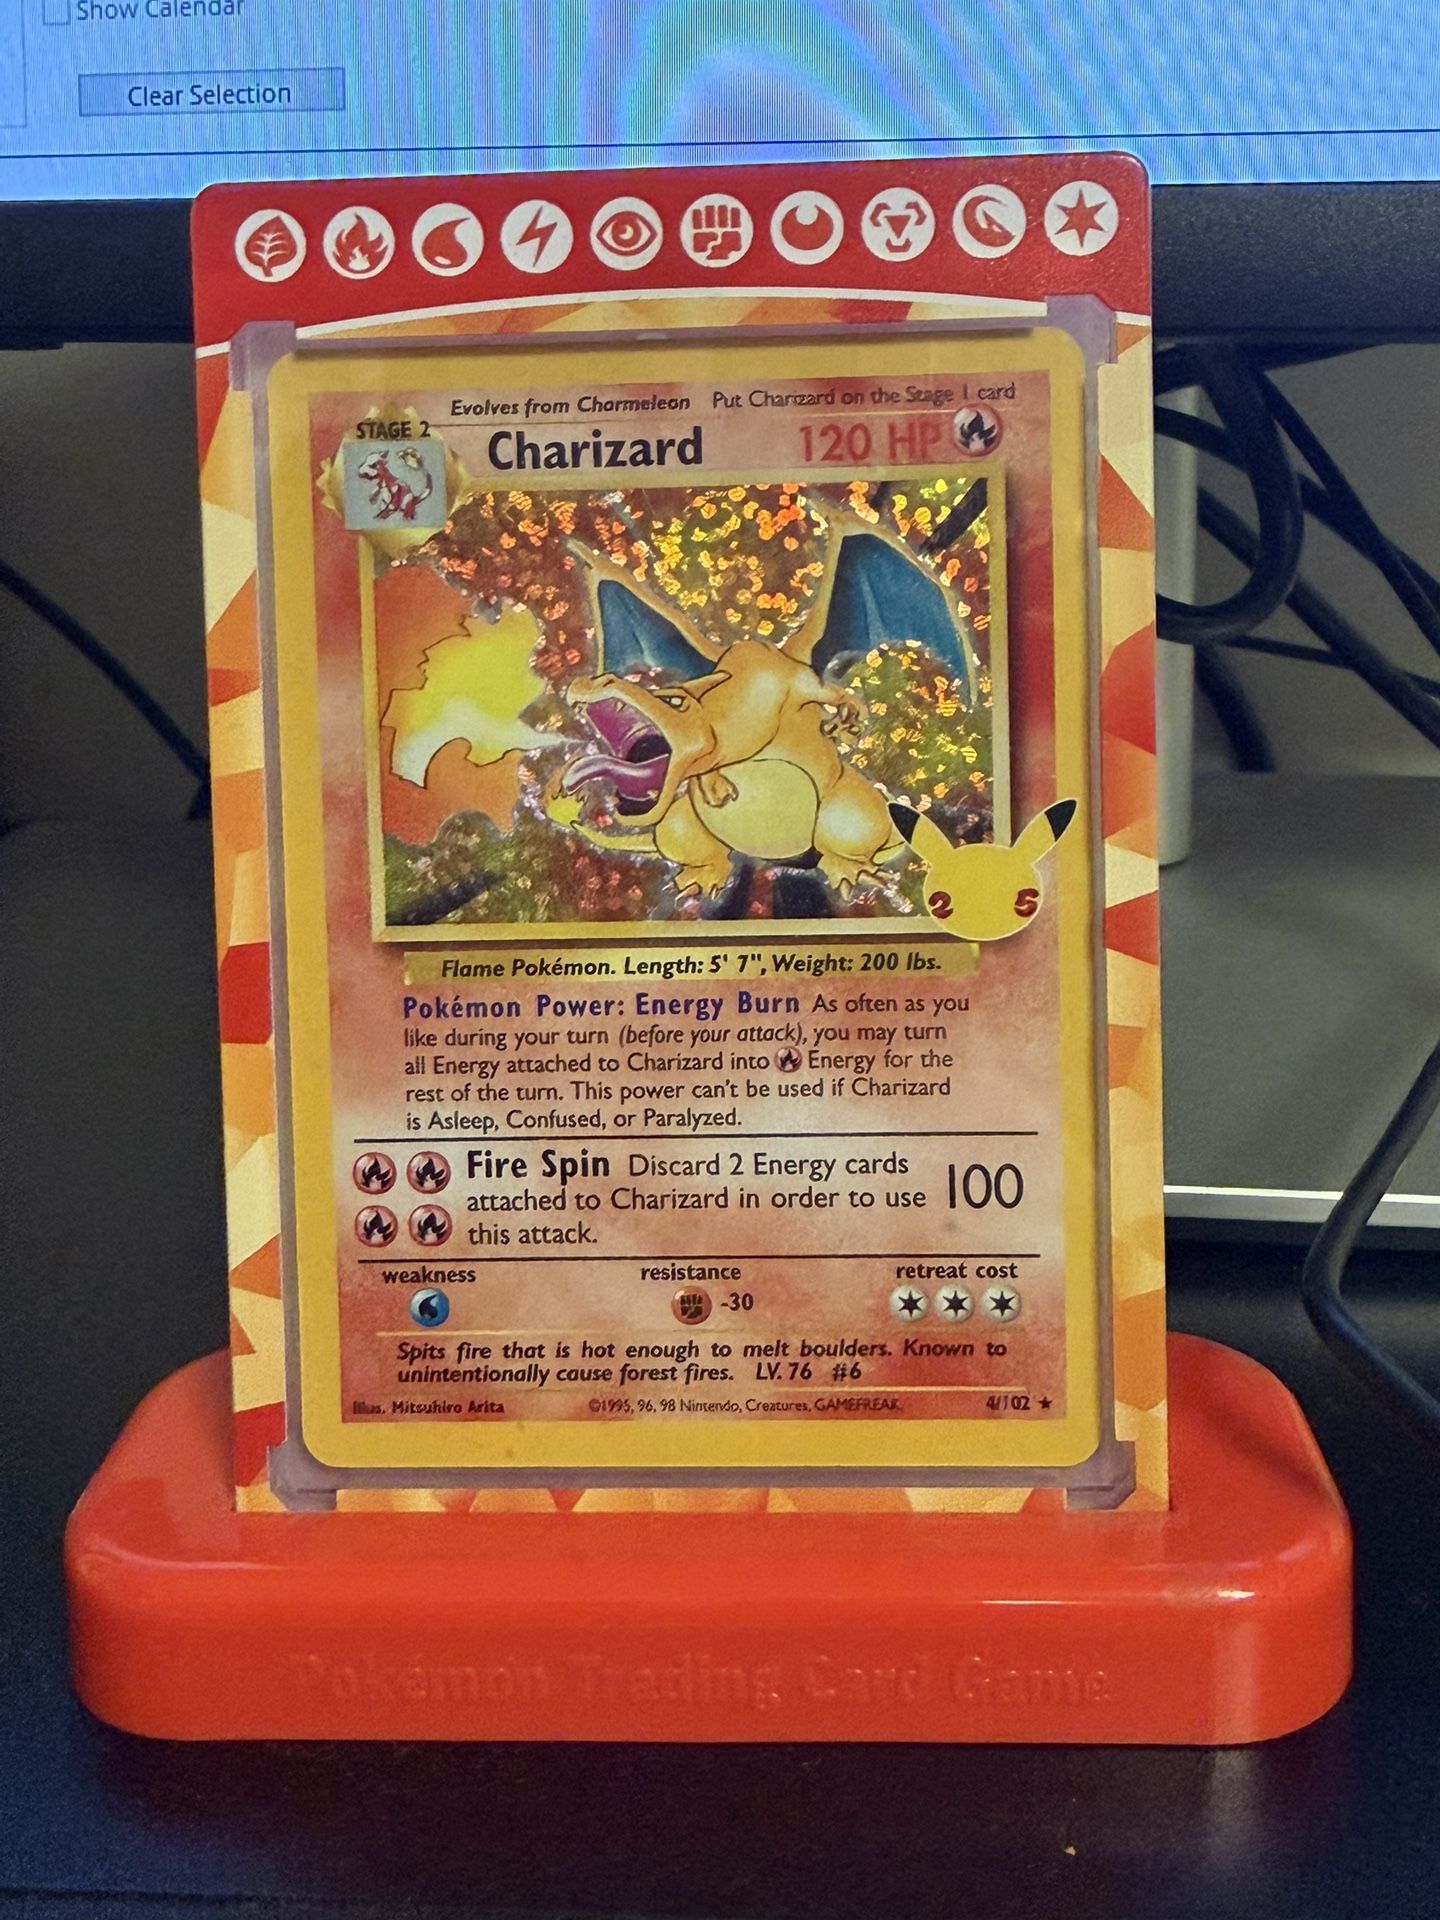 Show Calendar
Clear Selection
Evolves from Charmeleon Put Charizard on the Stage 1 card
STAGE 2
Charizard 120 HP
25
Flame Pokémon. Length: 5' 7", Weight: 200 lbs.
Pokémon Power: Energy Burn As often as you
like during your turn (before your attack), you may turn
all Energy attached to Charizard into Energy for the
rest of the turn. This power can't be used if Charizard
is Asleep, Confused, or Paralyzed.
Fire Spin Discard 2 Energy cards
attached to Charizard in order to use 100
this attack.
weakness resistance retreat cost
-30
Spits fire that is hot enough to melt boulders. Known to
unintentionally cause forest fires. LV. 76 #6
Illus. Mitsuhiro Arita ©1995, 96, 98 Nintendo, Creatures, GAMEFREAK. 4/102 ★
Pokémon Trading Card Game